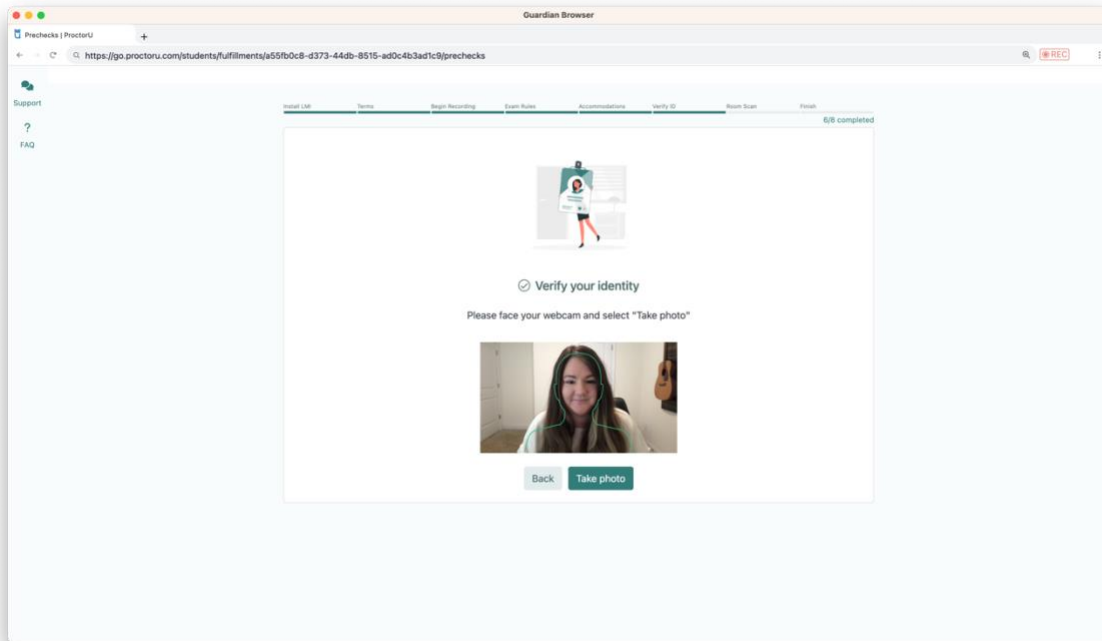 Guardian Browser
Prechecks | ProctorU
https://go.proctoru.com/students/fulfillments/a55fb0c8-d373-44db-8515-ad0c4b3ad1c9/prechecks
REC
Support
?
FAQ
Install LMI Terms Begin Recording Exam Rules Accommodations Verify ID Room Scan Finish
6/8 completed
Verify your identity
Please face your webcam and select "Take photo"
Back Take photo